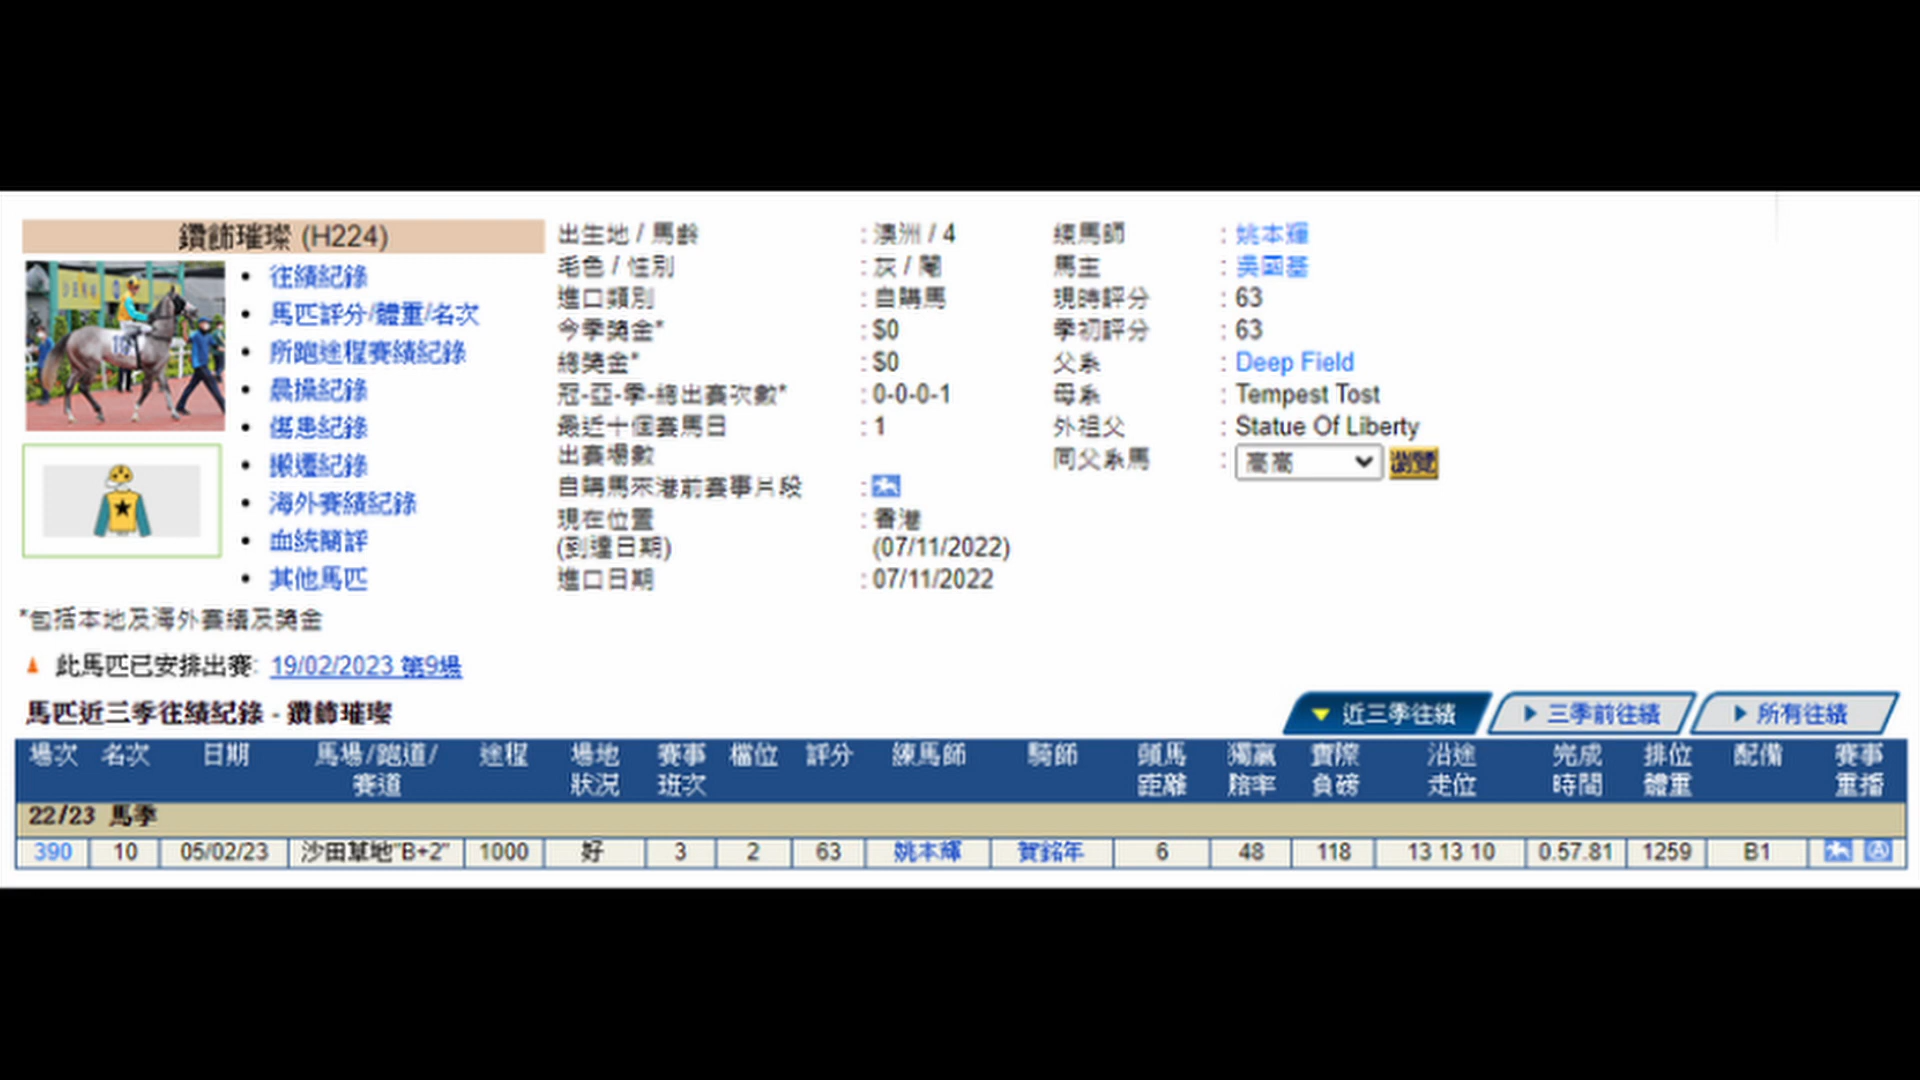 鑽飾璀璨 (H224)
往績紀錄
馬匹評分/體重/名次
所跑途程賽績紀錄
晨操紀錄
傷患紀錄
搬遷紀錄
海外賽績紀錄
血統簡評
其他馬匹
出生地 / 馬齡 : 澳洲 / 4
毛色 / 性別 : 灰 / 閹
進口類別 : 自購馬
今季獎金* : $0
總獎金* : $0
冠-亞-季-總出賽次數* : 0-0-0-1
最近十個賽馬日 : 1
出賽場數
自購馬來港前賽事片段 :
現在位置 : 香港
(到達日期) (07/11/2022)
進口日期 : 07/11/2022
練馬師 : 姚本輝
馬主 : 吳國基
現時評分 : 63
季初評分 : 63
父系 : Deep Field
母系 : Tempest Tost
外祖父 : Statue Of Liberty
同父系馬 : 高高 瀏覽
*包括本地及海外賽績及獎金
此馬匹已安排出賽: 19/02/2023 第9場
馬匹近三季往績紀錄 - 鑽飾璀璨
近三季往績 三季前往績 所有往績
場次 名次 日期 馬場/跑道/賽道 途程 場地狀況 賽事班次 檔位 評分 練馬師 騎師 頭馬距離 獨贏賠率 實際負磅 沿途走位 完成時間 排位體重 配備 賽事重播
22/23 馬季
390 10 05/02/23 沙田草地"B+2" 1000 好 3 2 63 姚本輝 賀銘年 6 48 118 13 13 10 0.57.81 1259 B1